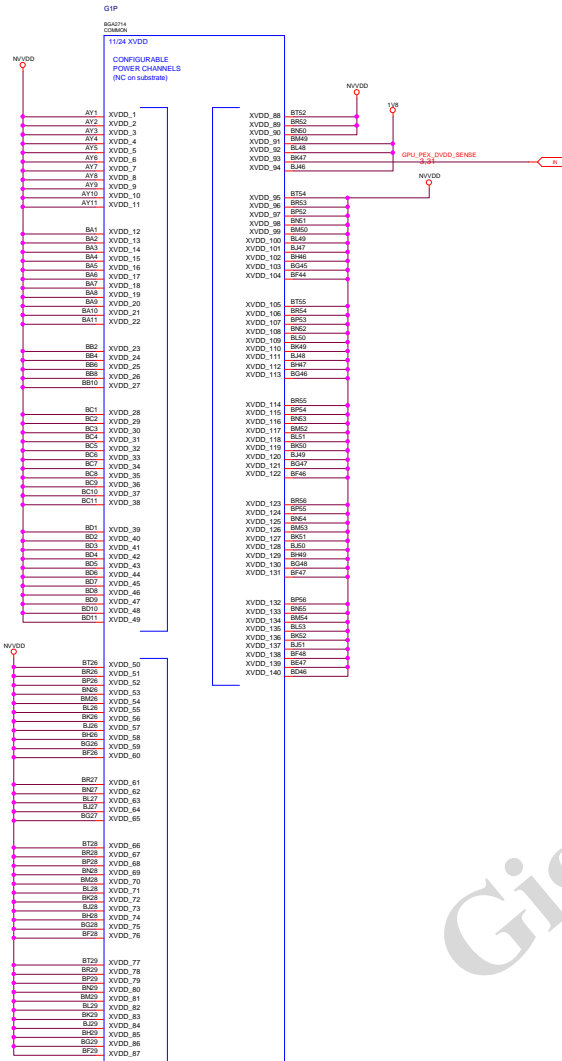 G1P
BGA2714
COMMON
11/24 XVDD
CONFIGURABLE
POWER CHANNELS
(NC on substrate)
NVVDD
AY1 XVDD_1
AY2 XVDD_2
AY3 XVDD_3
AY4 XVDD_4
AY5 XVDD_5
AY6 XVDD_6
AY7 XVDD_7
AY8 XVDD_8
AY9 XVDD_9
AY10 XVDD_10
AY11 XVDD_11
BA1 XVDD_12
BA2 XVDD_13
BA3 XVDD_14
BA4 XVDD_15
BA5 XVDD_16
BA6 XVDD_17
BA7 XVDD_18
BA8 XVDD_19
BA9 XVDD_20
BA10 XVDD_21
BA11 XVDD_22
BB2 XVDD_23
BB4 XVDD_24
BB6 XVDD_25
BB8 XVDD_26
BB10 XVDD_27
BC1 XVDD_28
BC2 XVDD_29
BC3 XVDD_30
BC4 XVDD_31
BC5 XVDD_32
BC6 XVDD_33
BC7 XVDD_34
BC8 XVDD_35
BC9 XVDD_36
BC10 XVDD_37
BC11 XVDD_38
BD1 XVDD_39
BD2 XVDD_40
BD3 XVDD_41
BD4 XVDD_42
BD5 XVDD_43
BD6 XVDD_44
BD7 XVDD_45
BD8 XVDD_46
BD9 XVDD_47
BD10 XVDD_48
BD11 XVDD_49
NVVDD
BT26 XVDD_50
BR26 XVDD_51
BP26 XVDD_52
BN26 XVDD_53
BM26 XVDD_54
BL26 XVDD_55
BK26 XVDD_56
BJ26 XVDD_57
BH26 XVDD_58
BG26 XVDD_59
BF26 XVDD_60
BR27 XVDD_61
BN27 XVDD_62
BL27 XVDD_63
BJ27 XVDD_64
BG27 XVDD_65
BT28 XVDD_66
BR28 XVDD_67
BP28 XVDD_68
BN28 XVDD_69
BM28 XVDD_70
BL28 XVDD_71
BK28 XVDD_72
BJ28 XVDD_73
BH28 XVDD_74
BG28 XVDD_75
BF28 XVDD_76
BT29 XVDD_77
BR29 XVDD_78
BP29 XVDD_79
BN29 XVDD_80
BM29 XVDD_81
BL29 XVDD_82
BK29 XVDD_83
BJ29 XVDD_84
BH29 XVDD_85
BG29 XVDD_86
BF29 XVDD_87
NVVDD
1V8
XVDD_88 BT52
XVDD_89 BR52
XVDD_90 BN50
XVDD_91 BM49
XVDD_92 BL48
XVDD_93 BK47
XVDD_94 BJ46
GPU_PEX_DVDD_SENSE
3,31
IN
NVVDD
XVDD_95 BT54
XVDD_96 BR53
XVDD_97 BP52
XVDD_98 BN51
XVDD_99 BM50
XVDD_100 BL49
XVDD_101 BJ47
XVDD_102 BH46
XVDD_103 BG45
XVDD_104 BF44
XVDD_105 BT55
XVDD_106 BR54
XVDD_107 BP53
XVDD_108 BN52
XVDD_109 BL50
XVDD_110 BK49
XVDD_111 BJ48
XVDD_112 BH47
XVDD_113 BG46
XVDD_114 BR55
XVDD_115 BP54
XVDD_116 BN53
XVDD_117 BM52
XVDD_118 BL51
XVDD_119 BK50
XVDD_120 BJ49
XVDD_121 BG47
XVDD_122 BF46
XVDD_123 BR56
XVDD_124 BP55
XVDD_125 BN54
XVDD_126 BM53
XVDD_127 BK51
XVDD_128 BJ50
XVDD_129 BH49
XVDD_130 BG48
XVDD_131 BF47
XVDD_132 BP56
XVDD_133 BN55
XVDD_134 BM54
XVDD_135 BL53
XVDD_136 BK52
XVDD_137 BJ51
XVDD_138 BF48
XVDD_139 BE47
XVDD_140 BD46